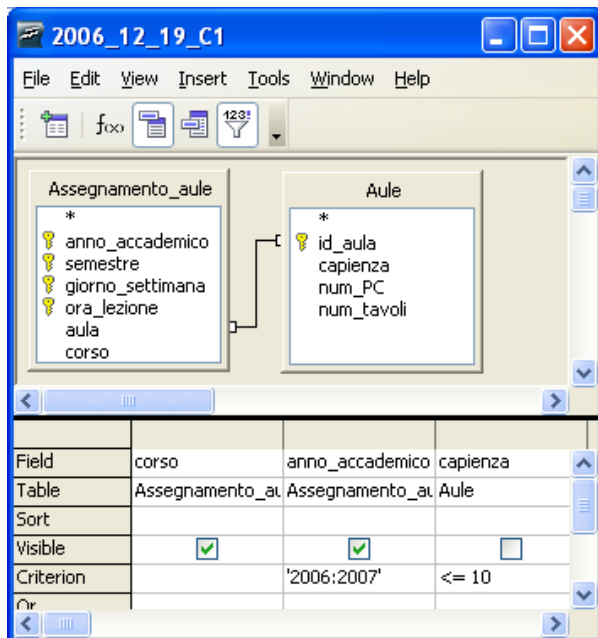 2006_12_19_C1
File Edit View Insert Tools Window Help
f(x) 123!
Assegnamento_aule
*
anno_accademico
semestre
giorno_settimana
ora_lezione
aula
corso
Aule
*
id_aula
capienza
num_PC
num_tavoli
Field corso anno_accademico capienza
Table Assegnamento_au Assegnamento_au Aule
Sort
Visible
Criterion '2006:2007' <= 10
Or